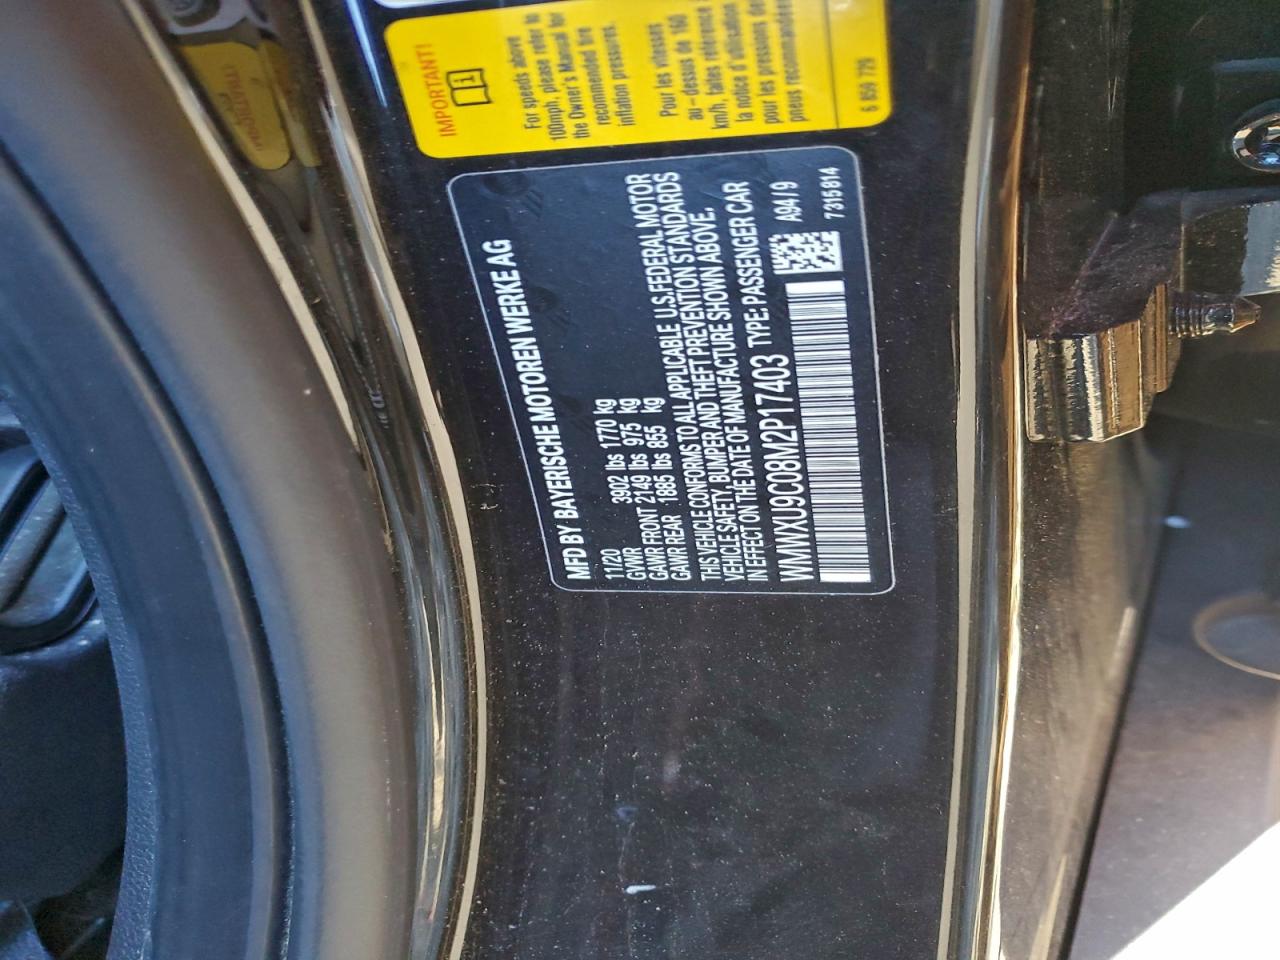 IMPORTANT!
For speeds above
100mph, please refer to
the Owner's Manual for
recommended tire
inflation pressures.
Pour les vitesses
au-dessus de 160
km/h, faites référence
la notice d'utilisation
pour les pressions de
pneus recommandées
6 859 729
MFD BY: BAYERISCHE MOTOREN WERKE AG
11/20
GVWR 3902 lbs 1770 kg
GAWR FRONT 2149 lbs 975 kg
GAWR REAR 1885 lbs 855 kg
THIS VEHICLE CONFORMS TO ALL APPLICABLE U.S.FEDERAL MOTOR
VEHICLE SAFETY, BUMPER AND THEFT PREVENTION STANDARDS
IN EFFECT ON THE DATE OF MANUFACTURE SHOWN ABOVE.
WMWXU9C08M2P17403 TYPE: PASSENGER CAR
A94/9
7315814